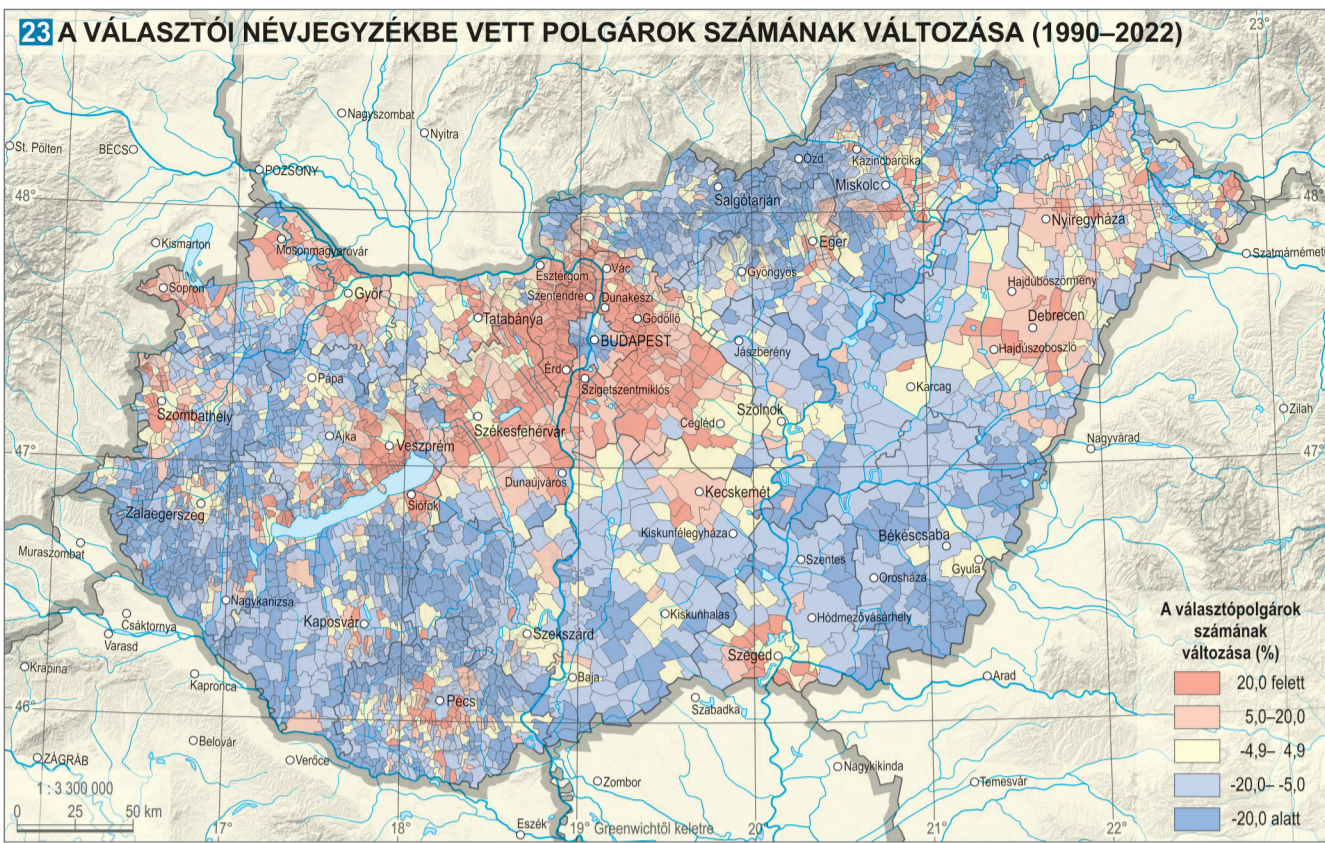 23 A VÁLASZTÓI NÉVJEGYZÉKBE VETT POLGÁROK SZÁMÁNAK VÁLTOZÁSA (1990–2022)
23°
Nagyszombat
Nyitra
St. Pölten
BÉCS
POZSONY
Ózd
Kazincbarcika
Miskolc
Salgótarján
48°
48°
Nyíregyháza
Kismarton
Mosonmagyaróvár
Eger
Szatmárnémeti
Sopron
Győr
Esztergom
Vác
Gyöngyös
Szentendre
Dunakeszi
Hajdúböszörmény
Tatabánya
Gödöllő
Debrecen
BUDAPEST
Jászberény
Hajdúszoboszló
Pápa
Érd
Szigetszentmiklós
Karcag
Szombathely
Székesfehérvár
Cegléd
Szolnok
Zilah
Ajka
Veszprém
Nagyvárad
47°
47°
Dunaújváros
Siófok
Kecskemét
Zalaegerszeg
Kiskunfélegyháza
Békéscsaba
Muraszombat
Szentes
Gyula
Orosháza
Nagykanizsa
Kiskunhalas
Hódmezővásárhely
Csáktornya
Kaposvár
Szekszárd
Varasd
Szeged
Krapina
Kapronca
Baja
Arad
Pécs
Szabadka
46°
46°
Belovár
ZÁGRÁB
Verőce
Zombor
Nagykikinda
Temesvár
Eszék
A választópolgárok
számának
változása (%)
20,0 felett
5,0–20,0
-4,9– 4,9
-20,0– -5,0
-20,0 alatt
1 : 3 300 000
0 25 50 km
17° 18° 19° Greenwichtől keletre 20° 21° 22°